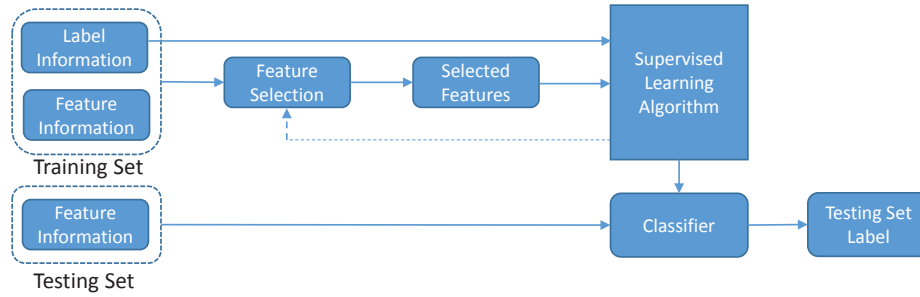 Label
Information
Feature
Information
Training Set
Feature
Selection
Selected
Features
Supervised
Learning
Algorithm
Feature
Information
Testing Set
Classifier
Testing Set
Label